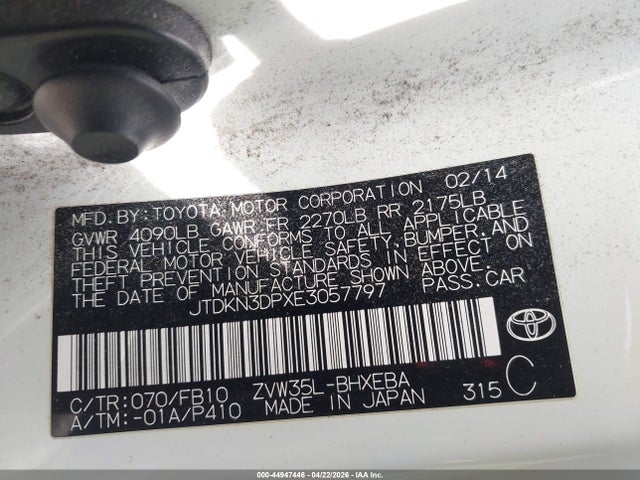 MFD. BY: TOYOTA MOTOR CORPORATION 02/14
GVWR 4090LB GAWR FR 2270LB RR 2175LB
THIS VEHICLE CONFORMS TO ALL APPLICABLE
FEDERAL MOTOR VEHICLE SAFETY, BUMPER, AND
THEFT PREVENTION STANDARDS IN EFFECT ON
DATE OF MANUFACTURE SHOWN ABOVE.
JTDKN3DPXE3057797 PASS. CAR
C/TR: 070/FB10 ZVW35L-BHXEBA
A/TM: -01A/P410 MADE IN JAPAN 315 C
000-44947446 - 04/22/2026 - IAAI, Inc.